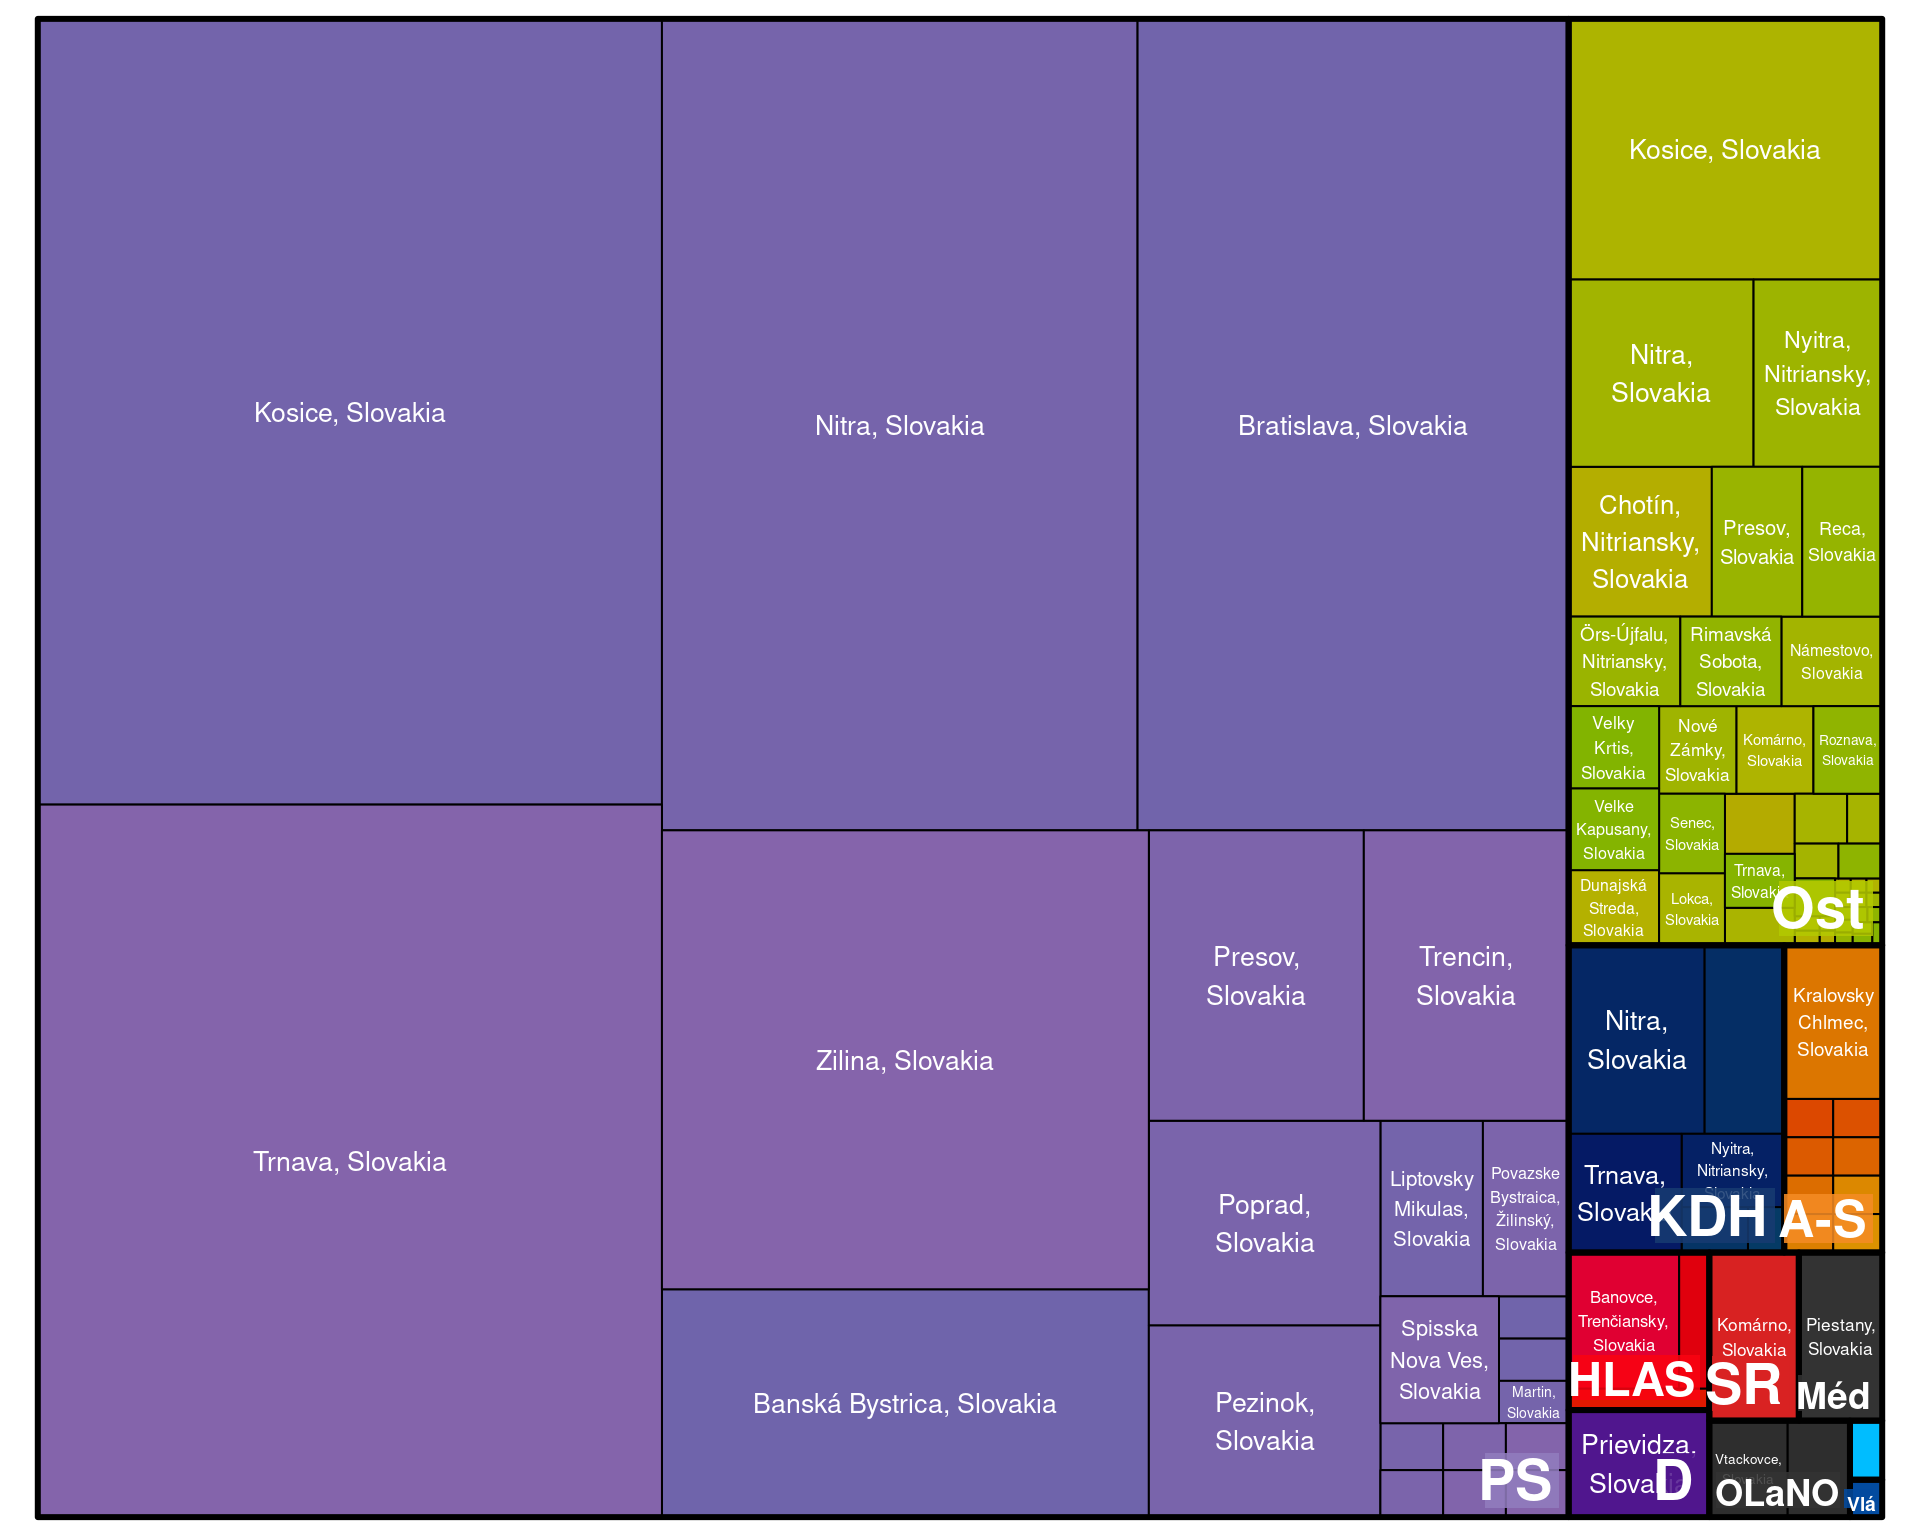 Kosice, Slovakia
Nitra, Slovakia
Bratislava, Slovakia
Trnava, Slovakia
Zilina, Slovakia
Banská Bystrica, Slovakia
Presov,
Slovakia
Trencin,
Slovakia
Poprad,
Slovakia
Pezinok,
Slovakia
Liptovsky
Mikulas,
Slovakia
Povazske
Bystraica,
Žilinský,
Slovakia
Spisska
Nova Ves,
Slovakia
Martin,
Slovakia
PS
Kosice, Slovakia
Nitra,
Slovakia
Nyitra,
Nitriansky,
Slovakia
Chotín,
Nitriansky,
Slovakia
Presov,
Slovakia
Reca,
Slovakia
Örs-Újfalu,
Nitriansky,
Slovakia
Rimavská
Sobota,
Slovakia
Námestovo,
Slovakia
Velky
Krtis,
Slovakia
Nové
Zámky,
Slovakia
Komárno,
Slovakia
Roznava,
Slovakia
Velke
Kapusany,
Slovakia
Senec,
Slovakia
Trnava,
Slovakia
Dunajská
Streda,
Slovakia
Lokca,
Slovakia
Ost
Nitra,
Slovakia
Trnava,
Slovakia
Nyitra,
Nitriansky,
Slovakia
KDH
Kralovsky
Chlmec,
Slovakia
A-S
Banovce,
Trenčiansky,
Slovakia
HLAS
Komárno,
Slovakia
SR
Piestany,
Slovakia
Méd
Prievidza,
Slovakia
D
Vtackovce,
Slovakia
OLaNO
Vlá